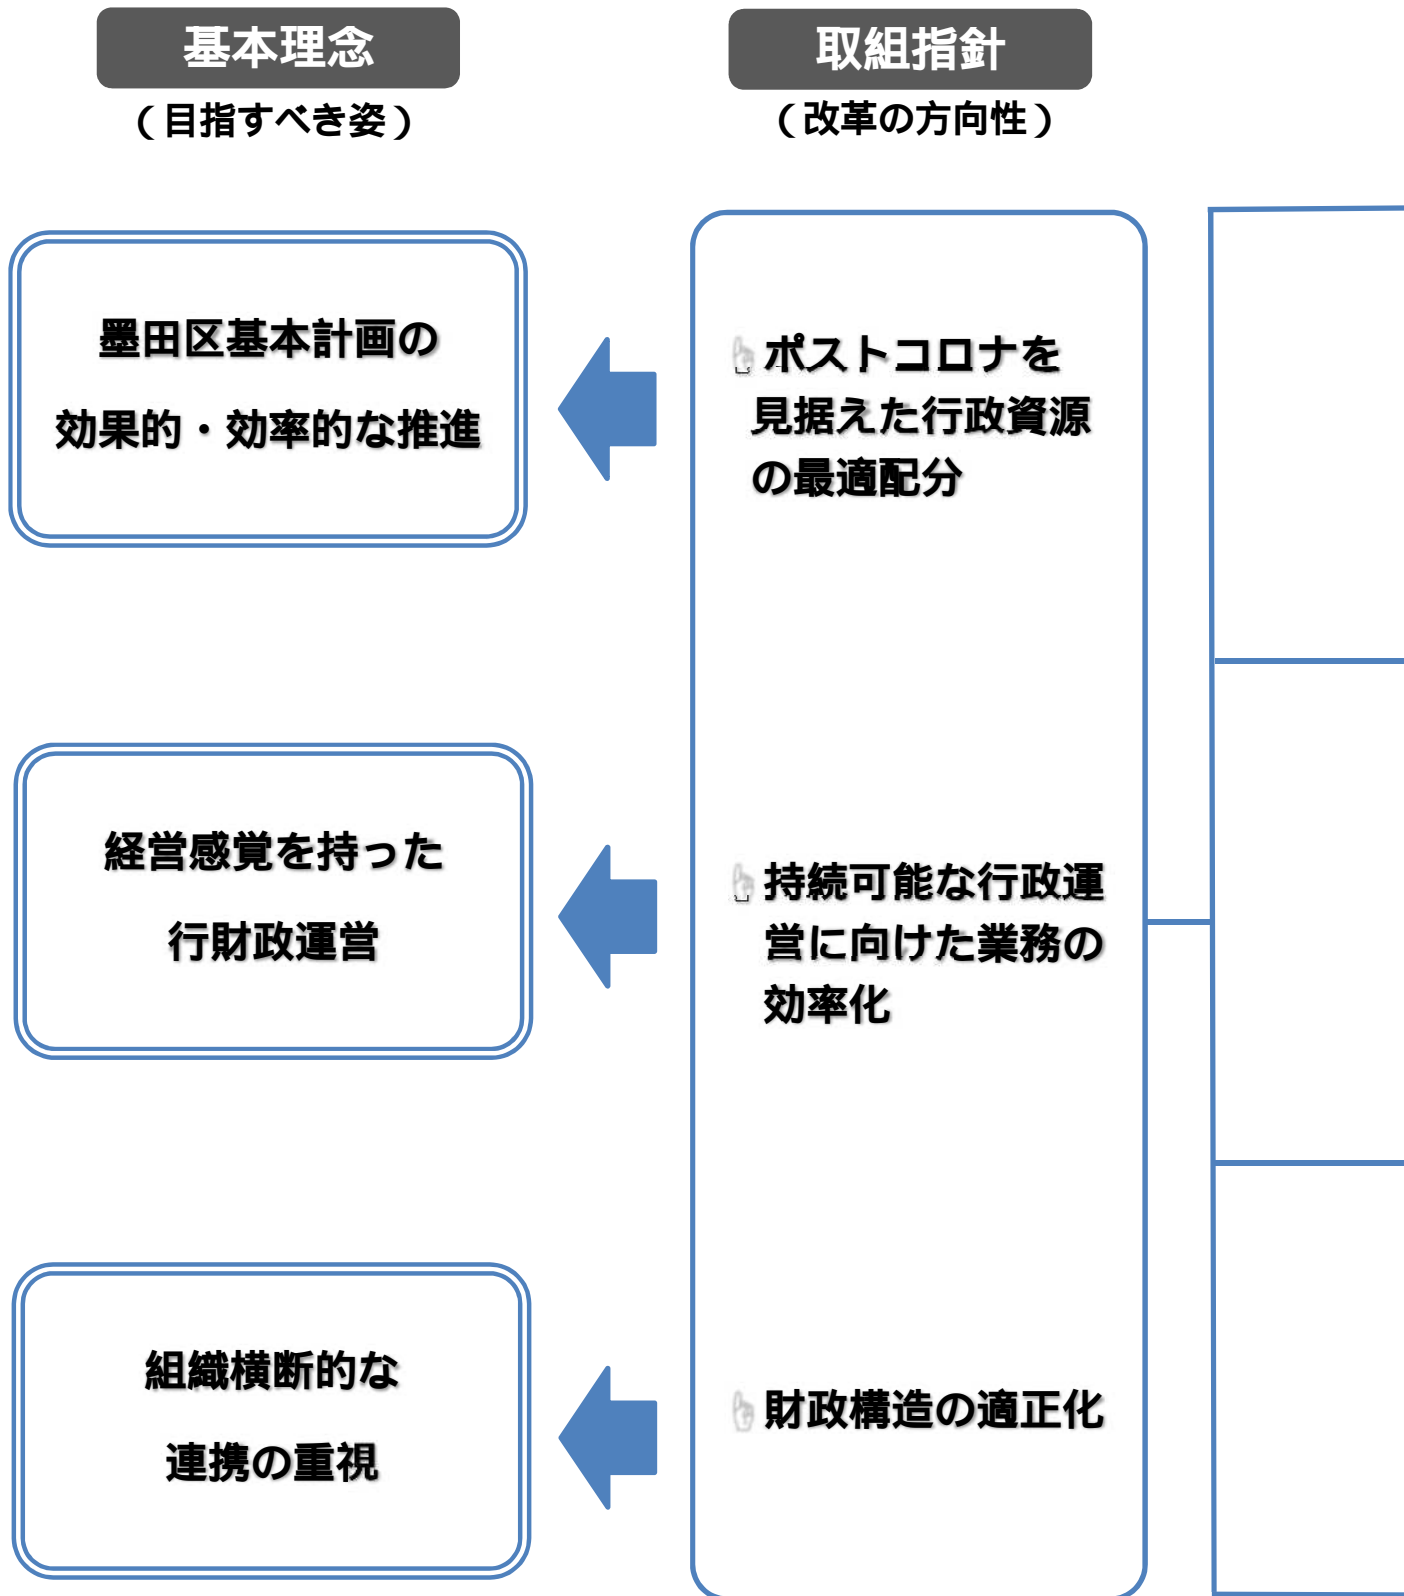 基本理念
（目指すべき姿）
墨田区基本計画の
効果的・効率的な推進
経営感覚を持った
行財政運営
組織横断的な
連携の重視
取組指針
（改革の方向性）
ポストコロナを
見据えた行政資源
の最適配分
持続可能な行政運
営に向けた業務の
効率化
財政構造の適正化